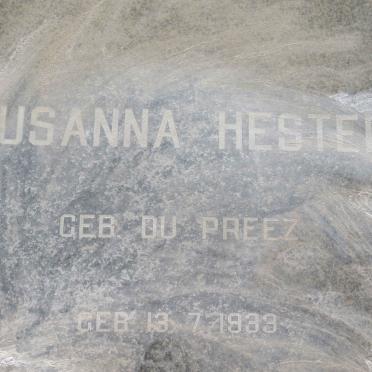 USANNA HESTE
GEB DU PREEZ
GEB 13 7 1933